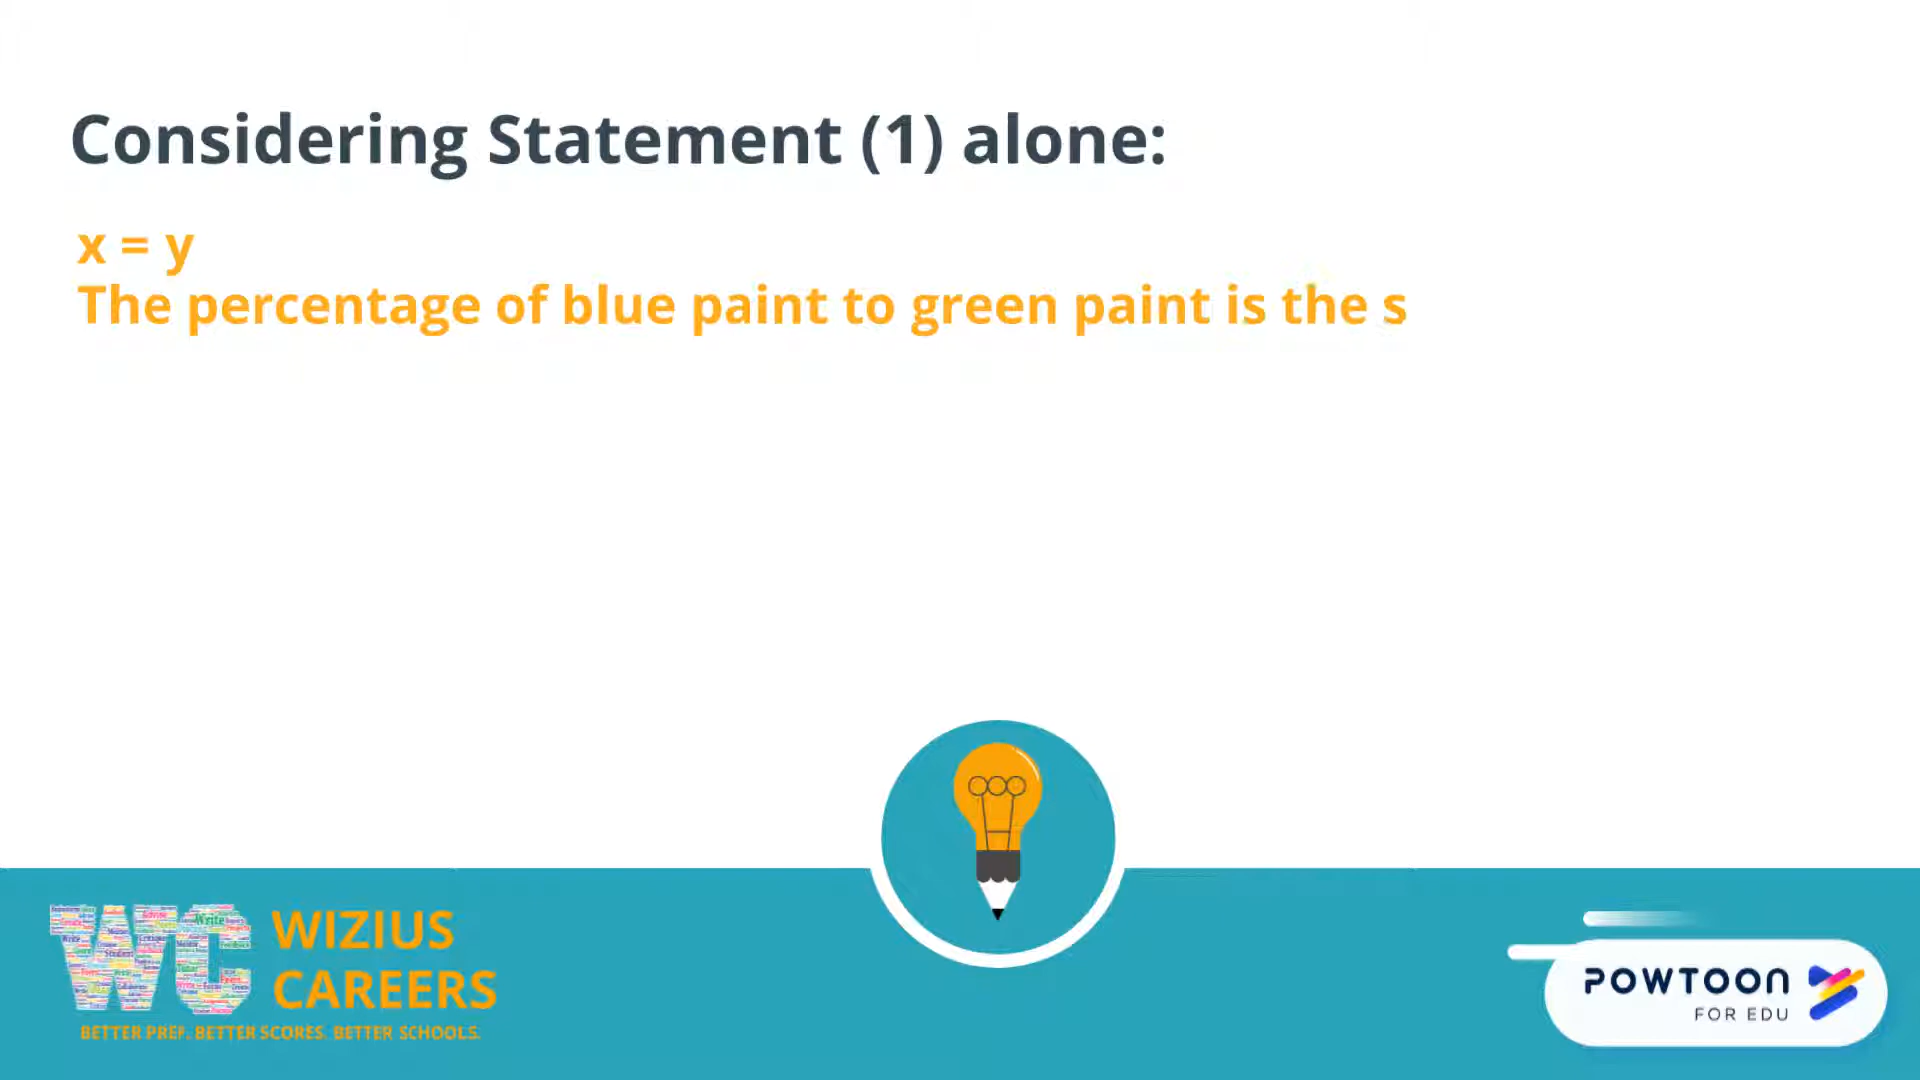 Considering Statement (1) alone:
x = y
The percentage of blue paint to green paint is the s
WIZIUS
CAREERS
BETTER PREP. BETTER SCORES. BETTER SCHOOLS.
WC
POWTOON
FOR EDU